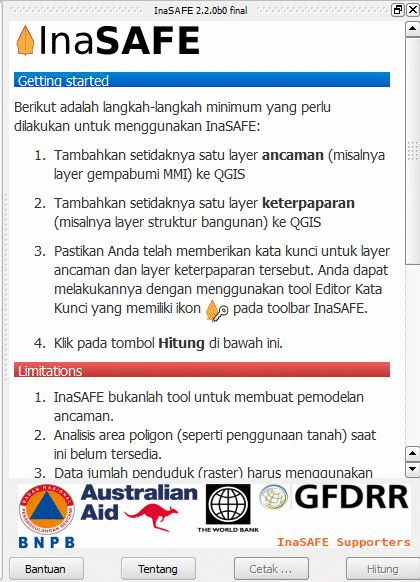 InaSAFE 2.2.0b0 final
InaSAFE
Getting started
Berikut adalah langkah-langkah minimum yang perlu
dilakukan untuk menggunakan InaSAFE:
1. Tambahkan setidaknya satu layer ancaman (misalnya
layer gempabumi MMI) ke QGIS
2. Tambahkan setidaknya satu layer keterpaparan
(misalnya layer struktur bangunan) ke QGIS
3. Pastikan Anda telah memberikan kata kunci untuk layer
ancaman dan layer keterpaparan tersebut. Anda dapat
melakukannya dengan menggunakan tool Editor Kata
Kunci yang memiliki ikon pada toolbar InaSAFE.
4. Klik pada tombol Hitung di bawah ini.
Limitations
1. InaSAFE bukanlah tool untuk membuat pemodelan
ancaman.
2. Analisis area poligon (seperti penggunaan tanah) saat
ini belum tersedia.
3. Data jumlah penduduk (raster) harus menggunakan
BADAN NASIONAL
PENANGGULANGAN BENCANA
BNPB
Australian
Aid
THE WORLD BANK
GFDRR
InaSAFE Supporters
Bantuan
Tentang
Cetak ...
Hitung